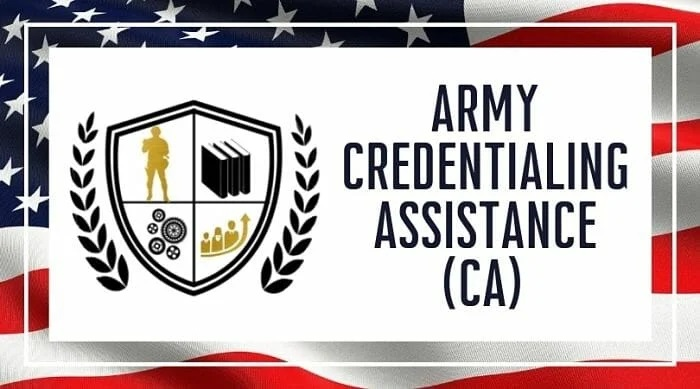 ARMY
CREDENTIALING
ASSISTANCE
(CA)